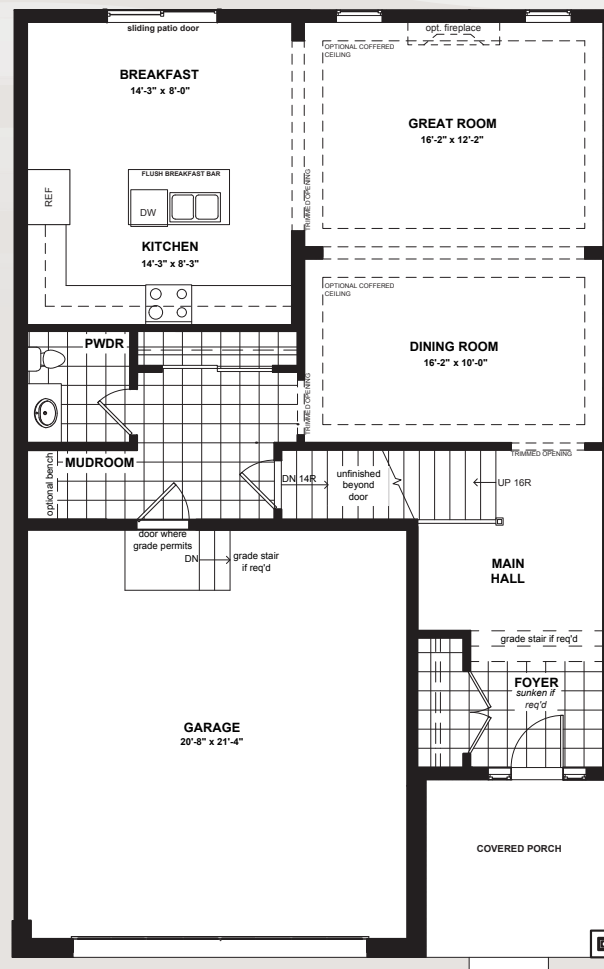 sliding patio door
BREAKFAST
14'-3" x 8'-0"
opt. fireplace
OPTIONAL COFFERED
CEILING
GREAT ROOM
16'-2" x 12'-2"
REF
FLUSH BREAKFAST BAR
DW
TRIMMED OPENING
KITCHEN
14'-3" x 8'-3"
OPTIONAL COFFERED
CEILING
DINING ROOM
16'-2" x 10'-0"
PWDR
TRIMMED OPENING
MUDROOM
optional bench
TRIMMED OPENING
DN 14R
unfinished
beyond
door
UP 16R
door where
grade permits
DN
grade stair
if req'd
MAIN
HALL
grade stair if req'd
FOYER
sunken if
req'd
GARAGE
20'-8" x 21'-4"
COVERED PORCH